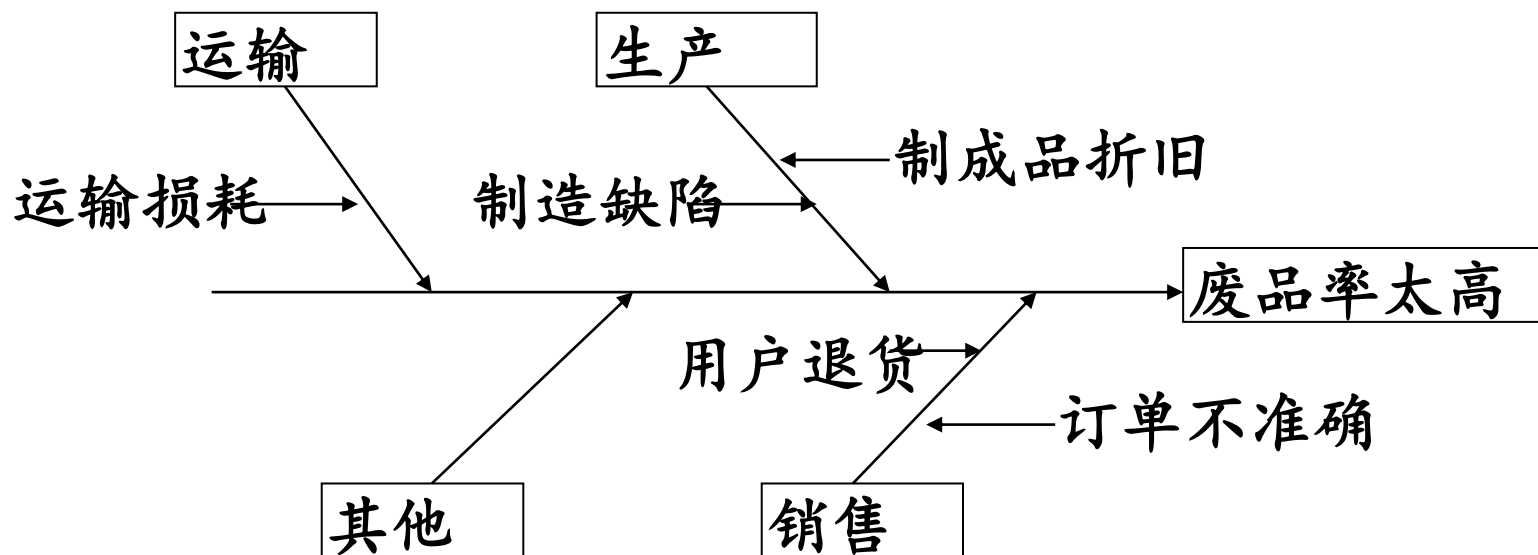 运输
生产
制成品折旧
运输损耗
制造缺陷
废品率太高
用户退货
订单不准确
其他
销售